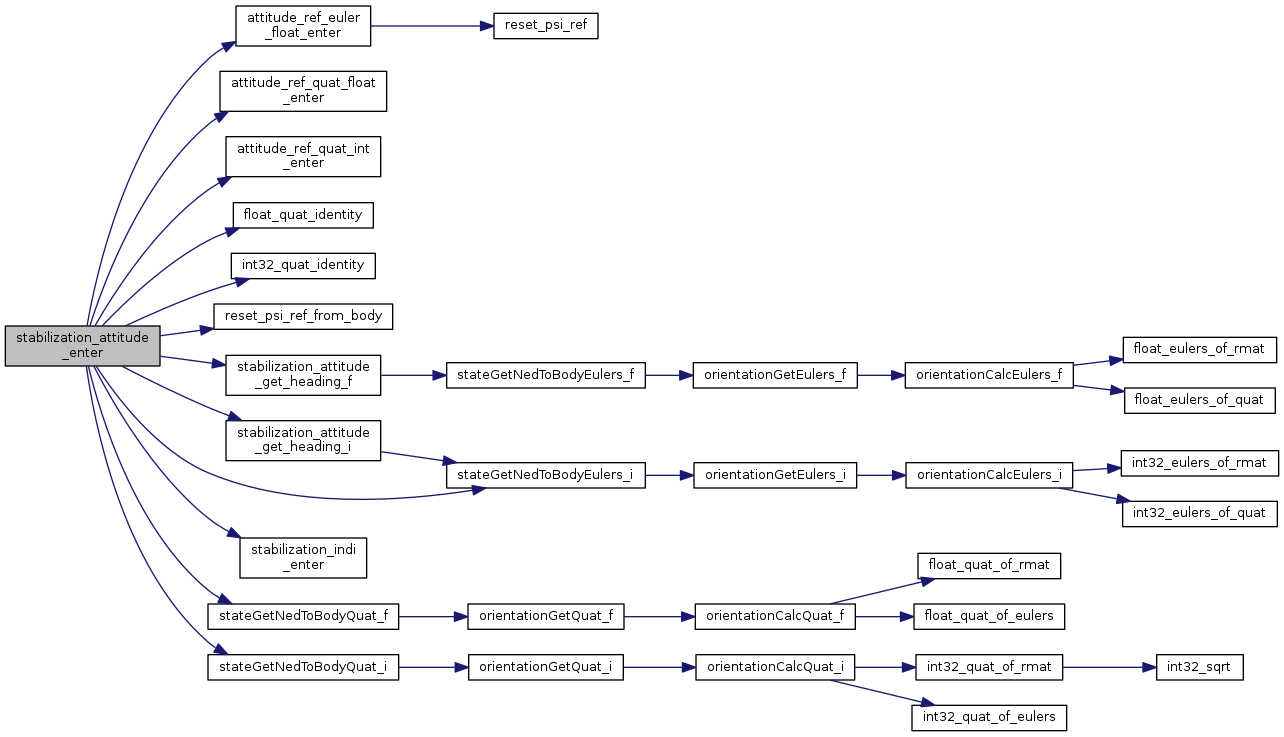 attitude_ref_euler
_float_enter
reset_psi_ref
attitude_ref_quat_float
_enter
attitude_ref_quat_int
_enter
float_quat_identity
int32_quat_identity
reset_psi_ref_from_body
stabilization_attitude
_enter
stabilization_attitude
_get_heading_f
stateGetNedToBodyEulers_f
orientationGetEulers_f
orientationCalcEulers_f
float_eulers_of_rmat
float_eulers_of_quat
stabilization_attitude
_get_heading_i
stateGetNedToBodyEulers_i
orientationGetEulers_i
orientationCalcEulers_i
int32_eulers_of_rmat
int32_eulers_of_quat
stabilization_indi
_enter
stateGetNedToBodyQuat_f
orientationGetQuat_f
orientationCalcQuat_f
float_quat_of_rmat
float_quat_of_eulers
stateGetNedToBodyQuat_i
orientationGetQuat_i
orientationCalcQuat_i
int32_quat_of_rmat
int32_sqrt
int32_quat_of_eulers